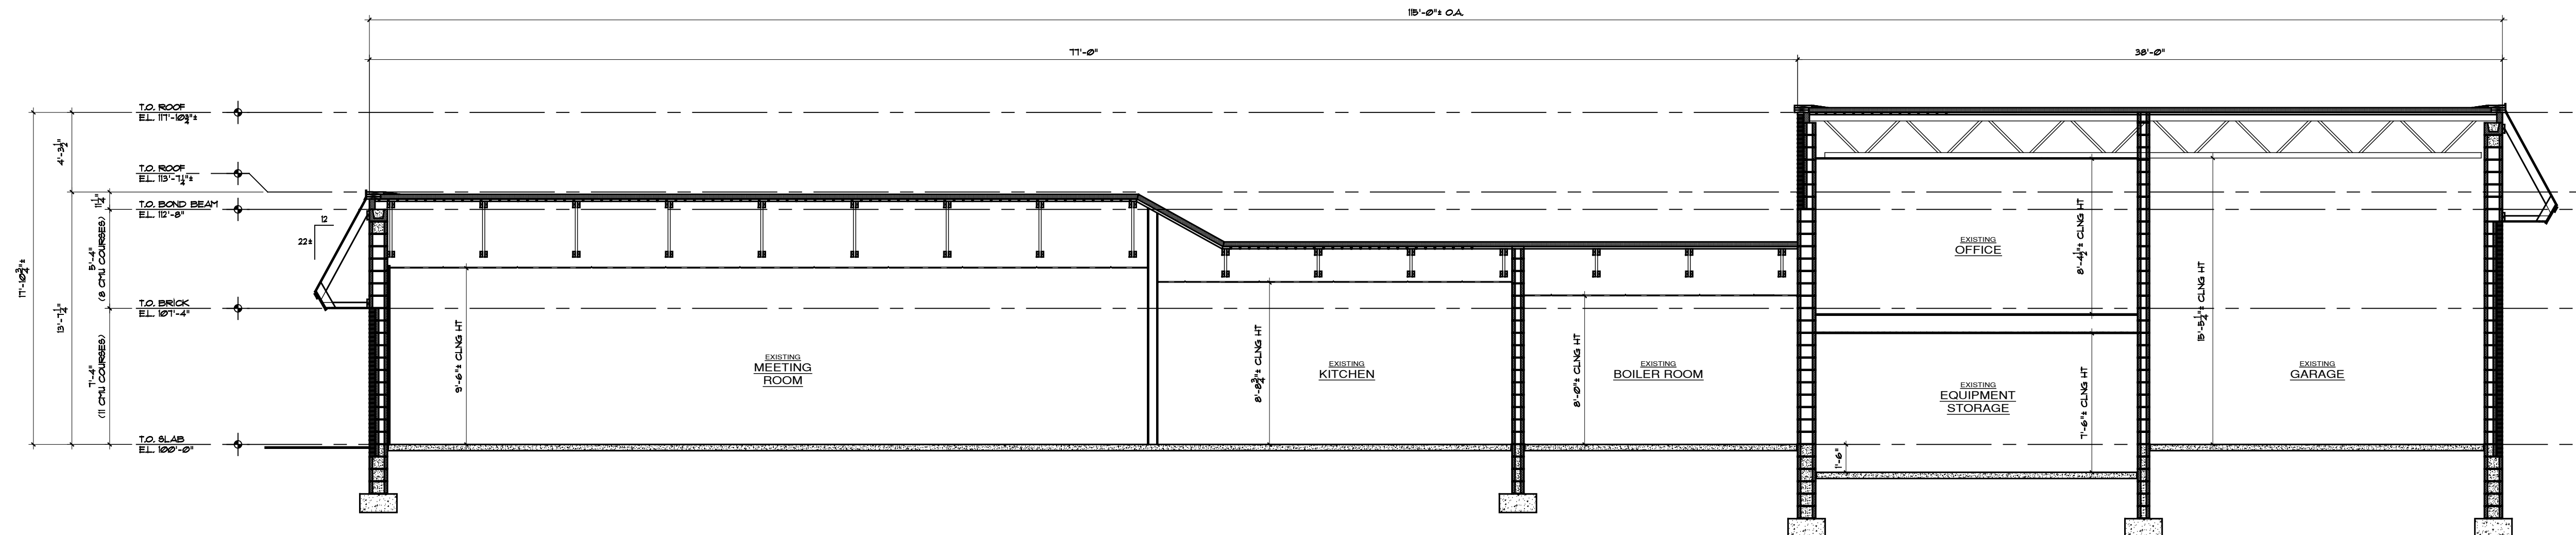 115'-0"± O.A.
77'-0"
38'-0"
T.O. ROOF
EL. 117'-10¾"±
4'-3½"
T.O. ROOF
EL. 113'-7¼"±
11¼"
T.O. BOND BEAM
EL. 112'-8"
12
22±
5'-4"
(8 CMU COURSES)
17'-10¾"±
13'-7¼"
T.O. BRICK
EL. 107'-4"
7'-4"
(11 CMU COURSES)
T.O. SLAB
EL. 100'-0"
9'-6"± CLNG HT
EXISTING
MEETING
ROOM
8'-8¾"± CLNG HT
EXISTING
KITCHEN
8'-0"± CLNG HT
EXISTING
BOILER ROOM
EXISTING
OFFICE
8'-4½"± CLNG HT
EXISTING
EQUIPMENT
STORAGE
7'-6"± CLNG HT
1'-6"
15'-5¼"± CLNG HT
EXISTING
GARAGE